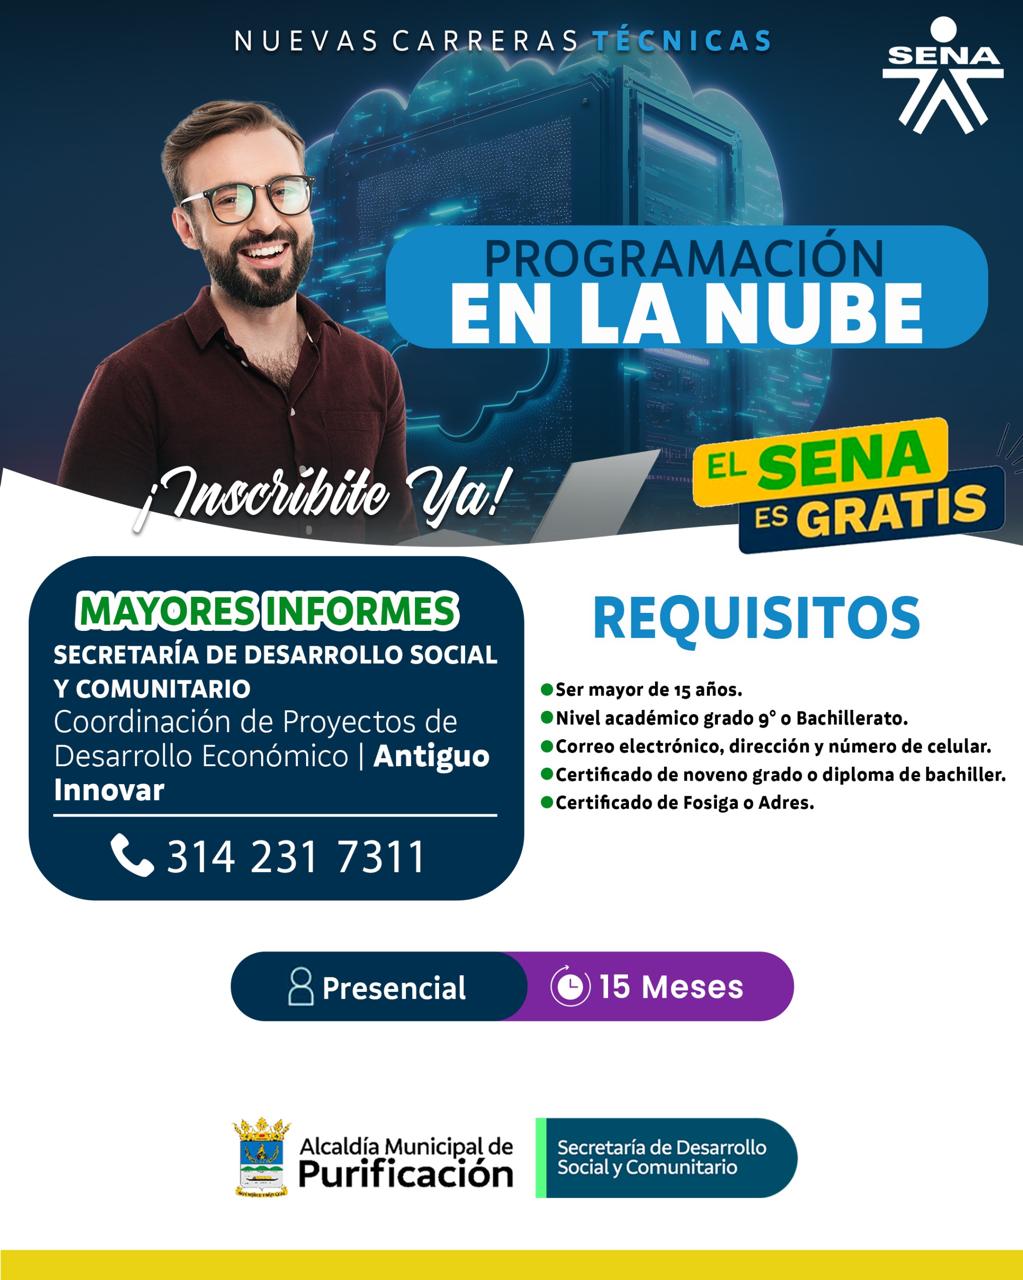 NUEVAS CARRERAS TÉCNICAS
SENA
PROGRAMACIÓN
EN LA NUBE
¡Inscribite Ya!
EL SENA
ES GRATIS
MAYORES INFORMES
SECRETARÍA DE DESARROLLO SOCIAL
Y COMUNITARIO
Coordinación de Proyectos de
Desarrollo Económico | Antiguo
Innovar
314 231 7311
REQUISITOS
Ser mayor de 15 años.
Nivel académico grado 9° o Bachillerato.
Correo electrónico, dirección y número de celular.
Certificado de noveno grado o diploma de bachiller.
Certificado de Fosiga o Adres.
Presencial
15 Meses
Alcaldía Municipal de
Purificación
Secretaría de Desarrollo
Social y Comunitario